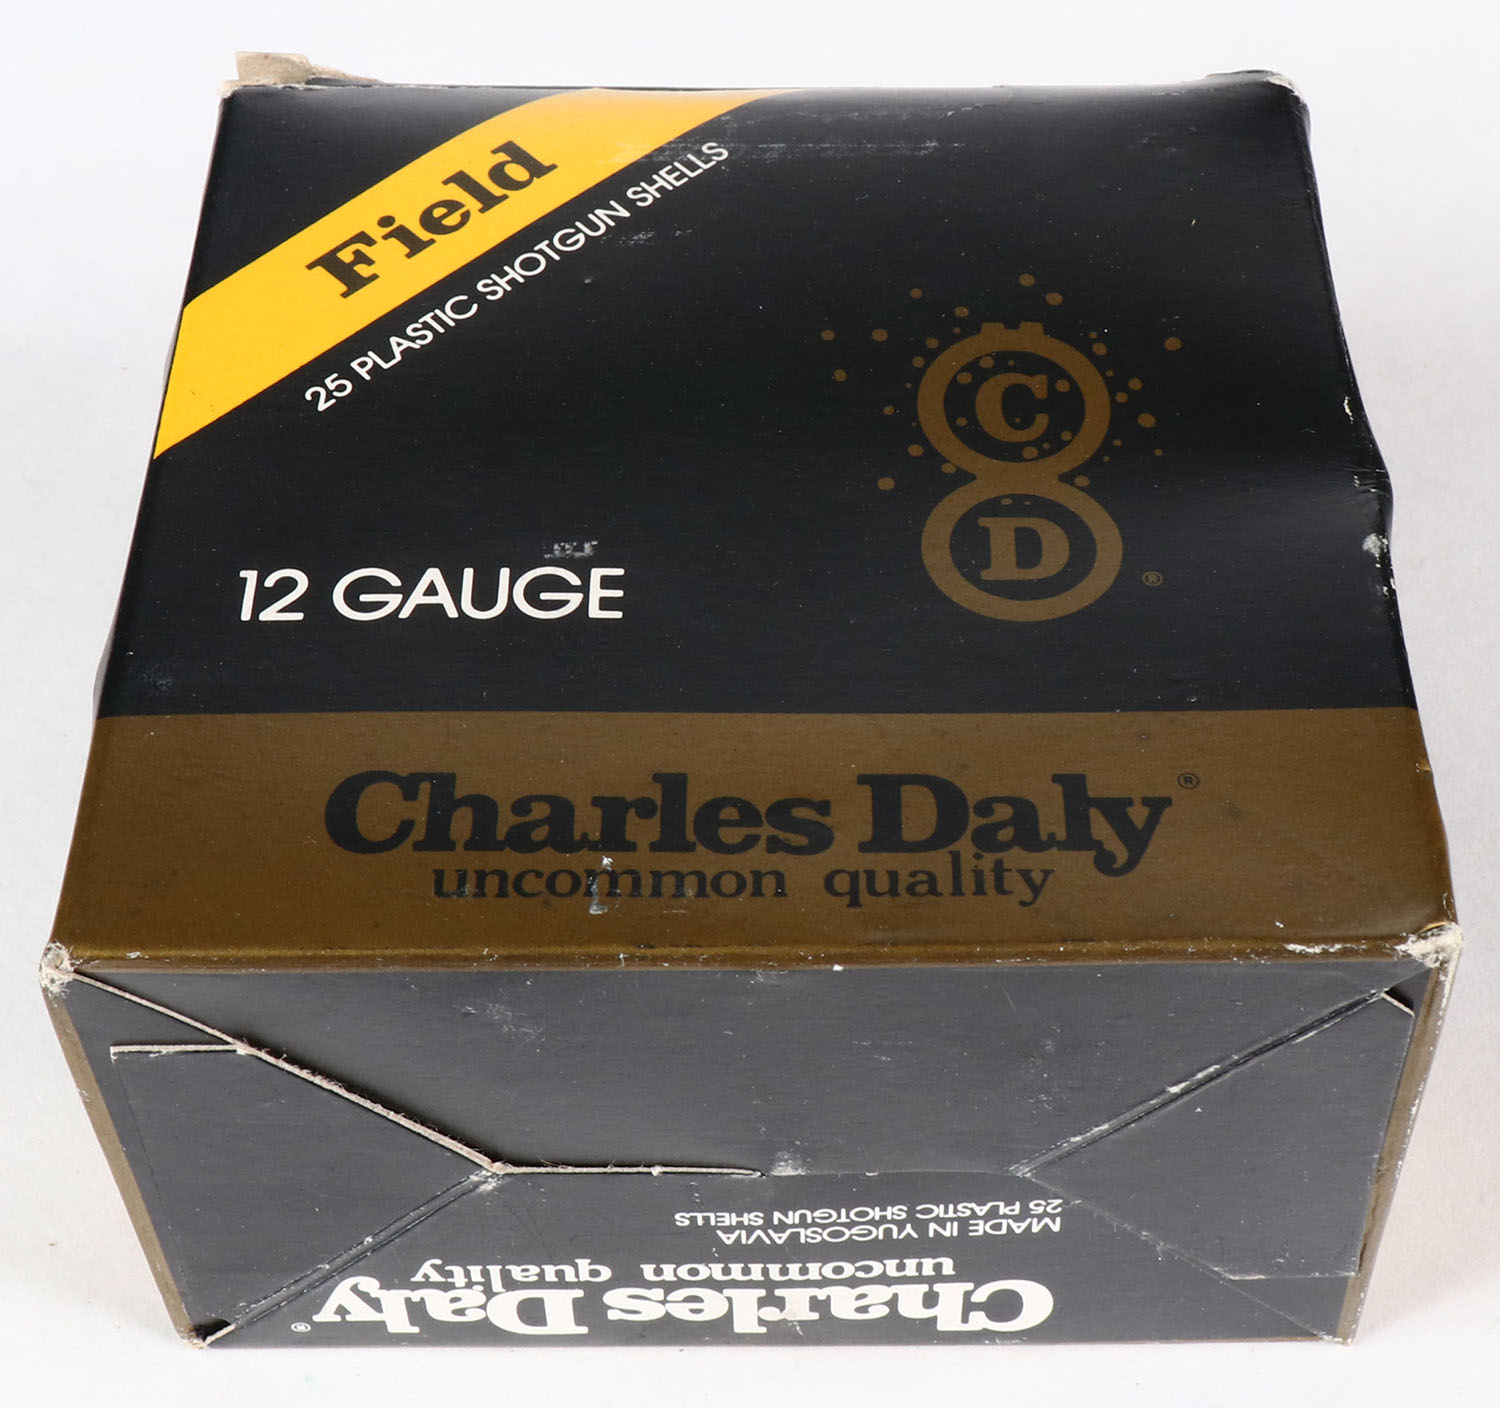 Field
25 PLASTIC SHOTGUN SHELLS
C
D ®
12 GAUGE
Charles Daly ®
uncommon quality
Charles Daly ®
uncommon quality
MADE IN YUGOSLAVIA
25 PLASTIC SHOTGUN SHELLS